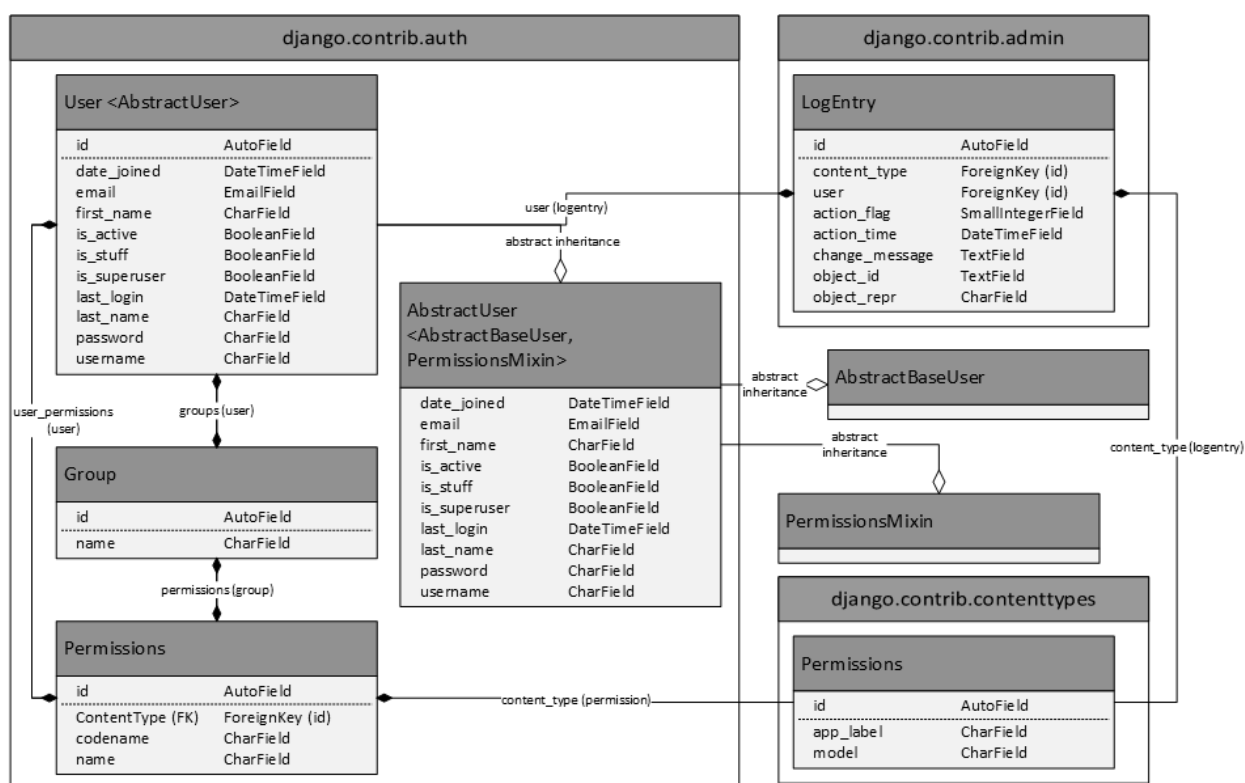 django.contrib.auth
User <AbstractUser>
id AutoField
date_joined DateTimeField
email EmailField
first_name CharField
is_active BooleanField
is_stuff BooleanField
is_superuser BooleanField
last_login DateTimeField
last_name CharField
password CharField
username CharField
user_permissions
(user)
groups (user)
Group
id AutoField
name CharField
permissions (group)
Permissions
id AutoField
ContentType (FK) ForeignKey (id)
codename CharField
name CharField
user (logentry)
abstract inheritance
AbstractUser
<AbstractBaseUser,
PermissionsMixin>
date_joined DateTimeField
email EmailField
first_name CharField
is_active BooleanField
is_stuff BooleanField
is_superuser BooleanField
last_login DateTimeField
last_name CharField
password CharField
username CharField
content_type (permission)
django.contrib.admin
LogEntry
id AutoField
content_type ForeignKey (id)
user ForeignKey (id)
action_flag SmallIntegerField
action_time DateTimeField
change_message TextField
object_id TextField
object_repr CharField
abstract
inheritance
AbstractBaseUser
abstract
inheritance
content_type (logentry)
PermissionsMixin
django.contrib.contenttypes
Permissions
id AutoField
app_label CharField
model CharField